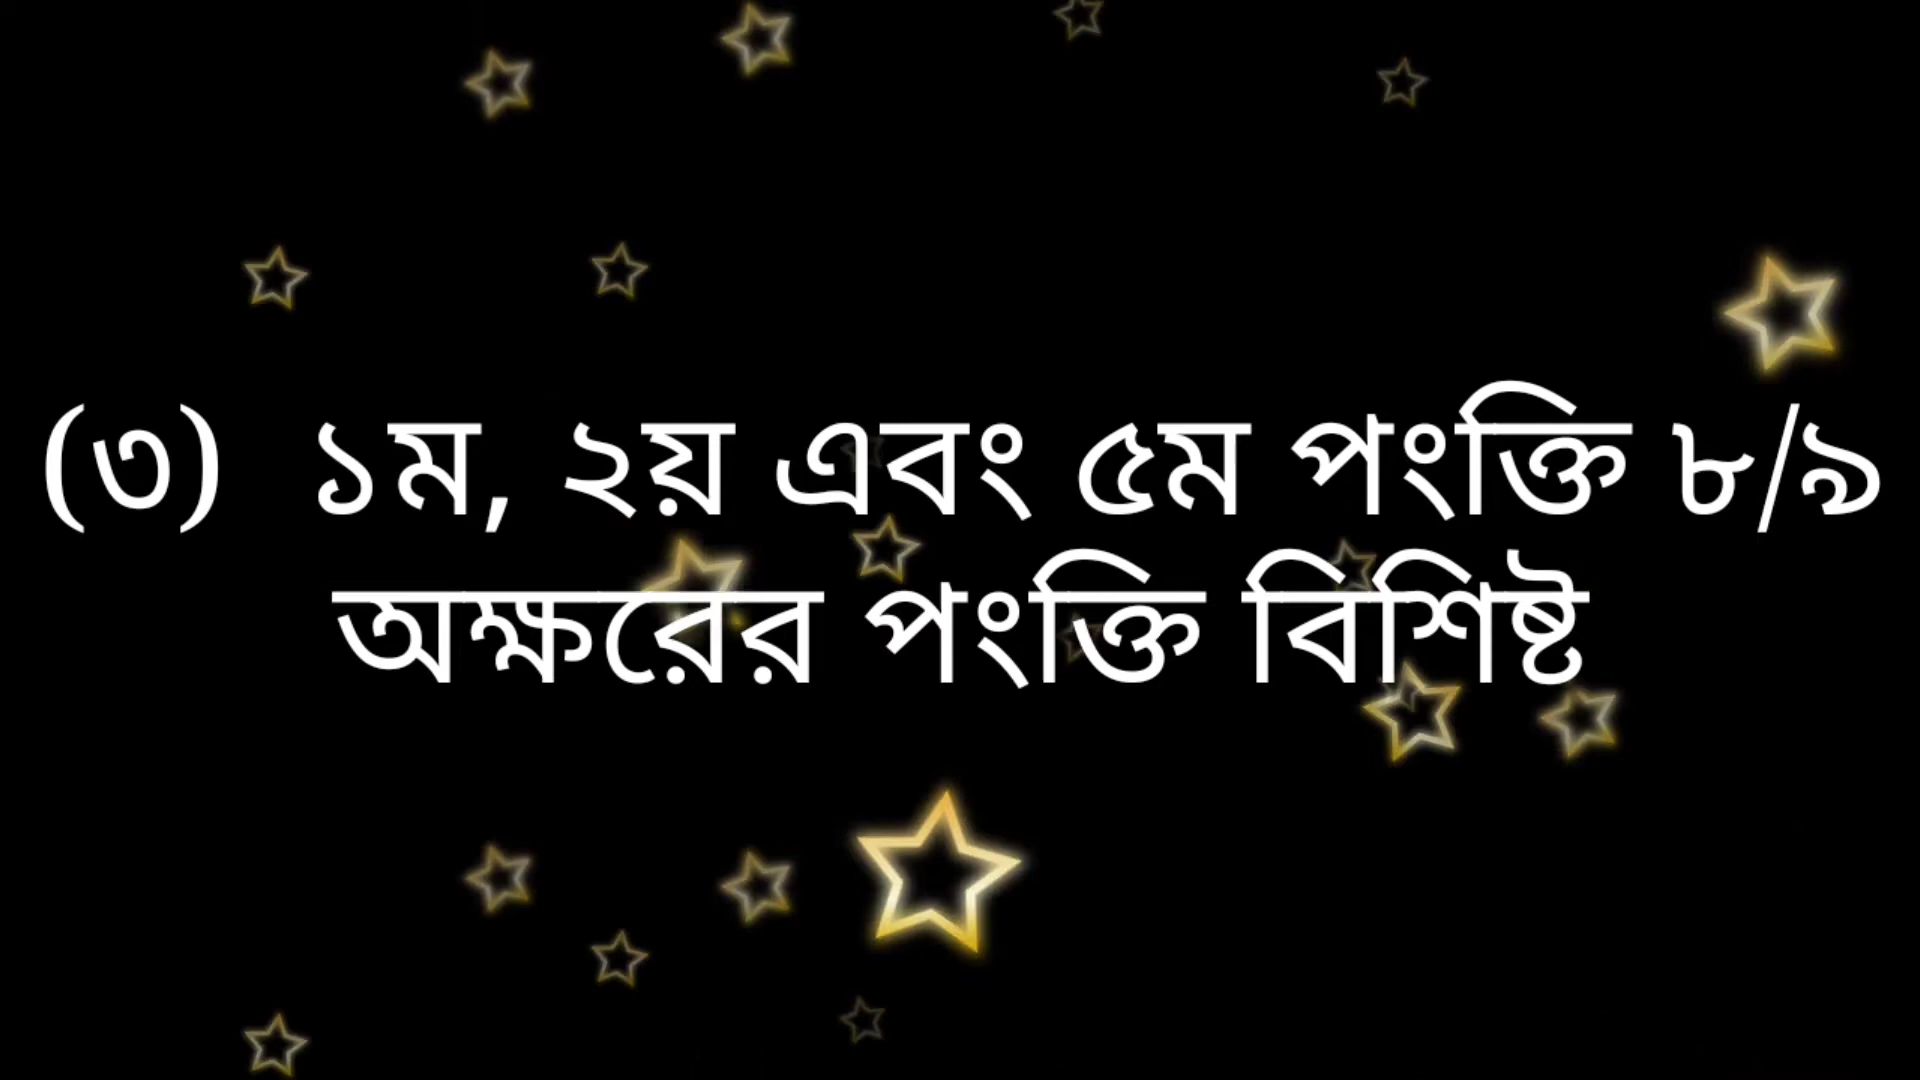 (৩) ১ম, ২য় এবং ৫ম পংক্তি ৮/৯
অক্ষরের পংক্তি বিশিষ্ট